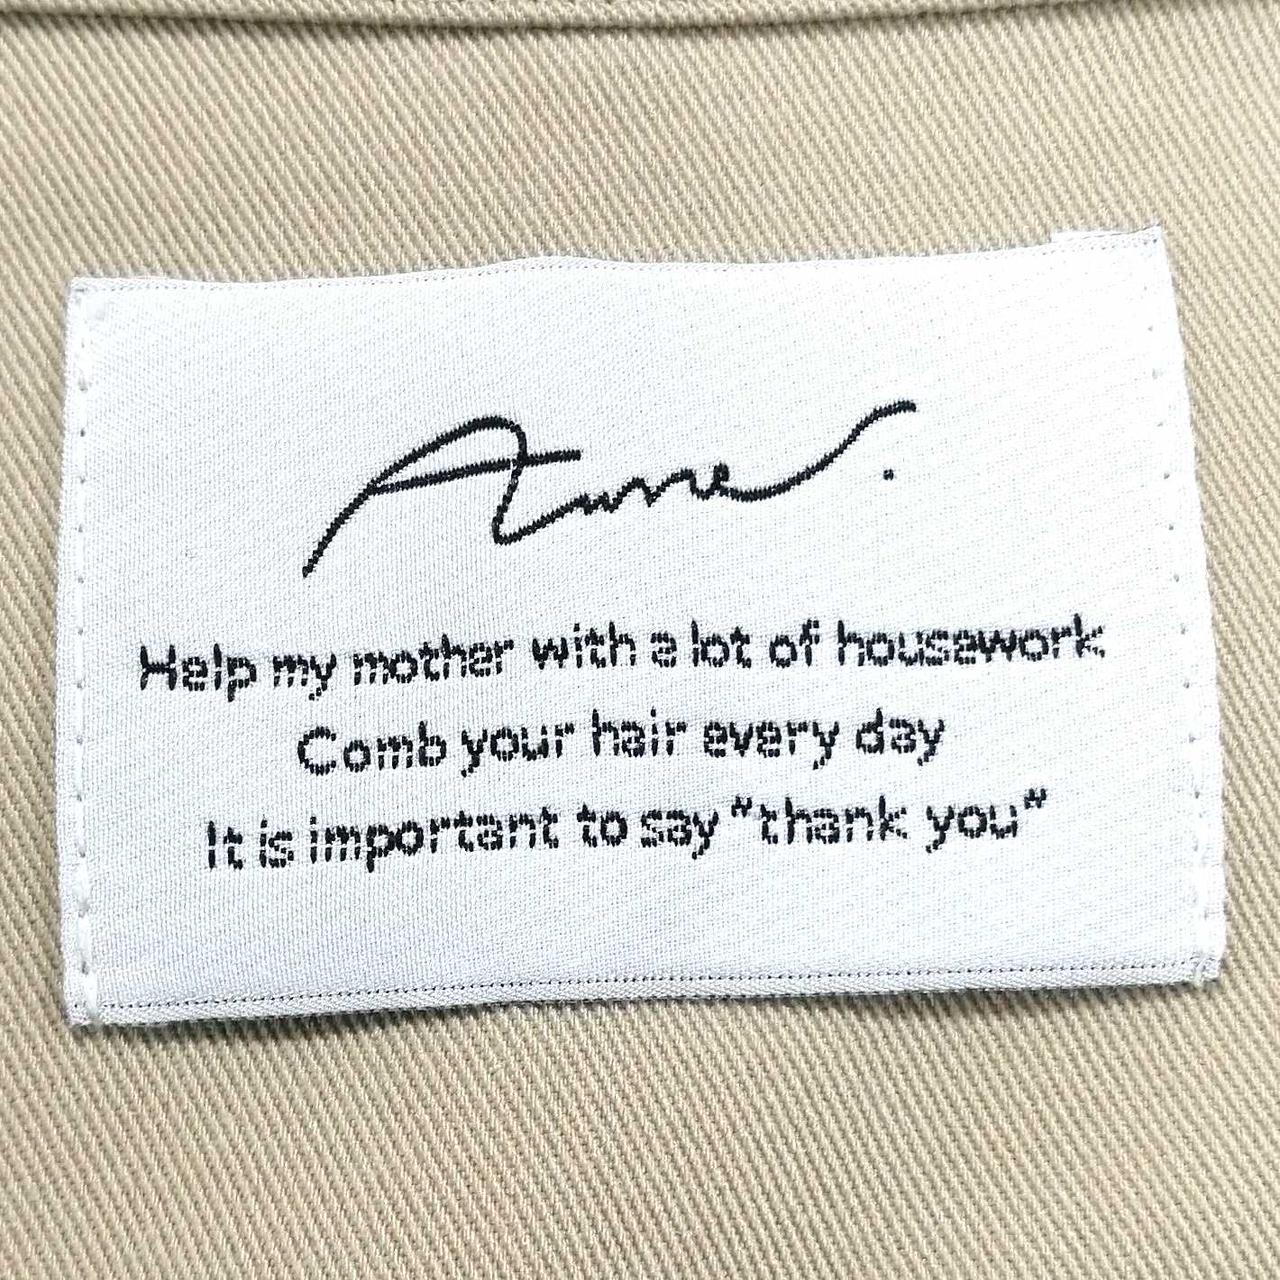 Anne.
Help my mother with a lot of housework
Comb your hair every day
It is important to say "thank you"